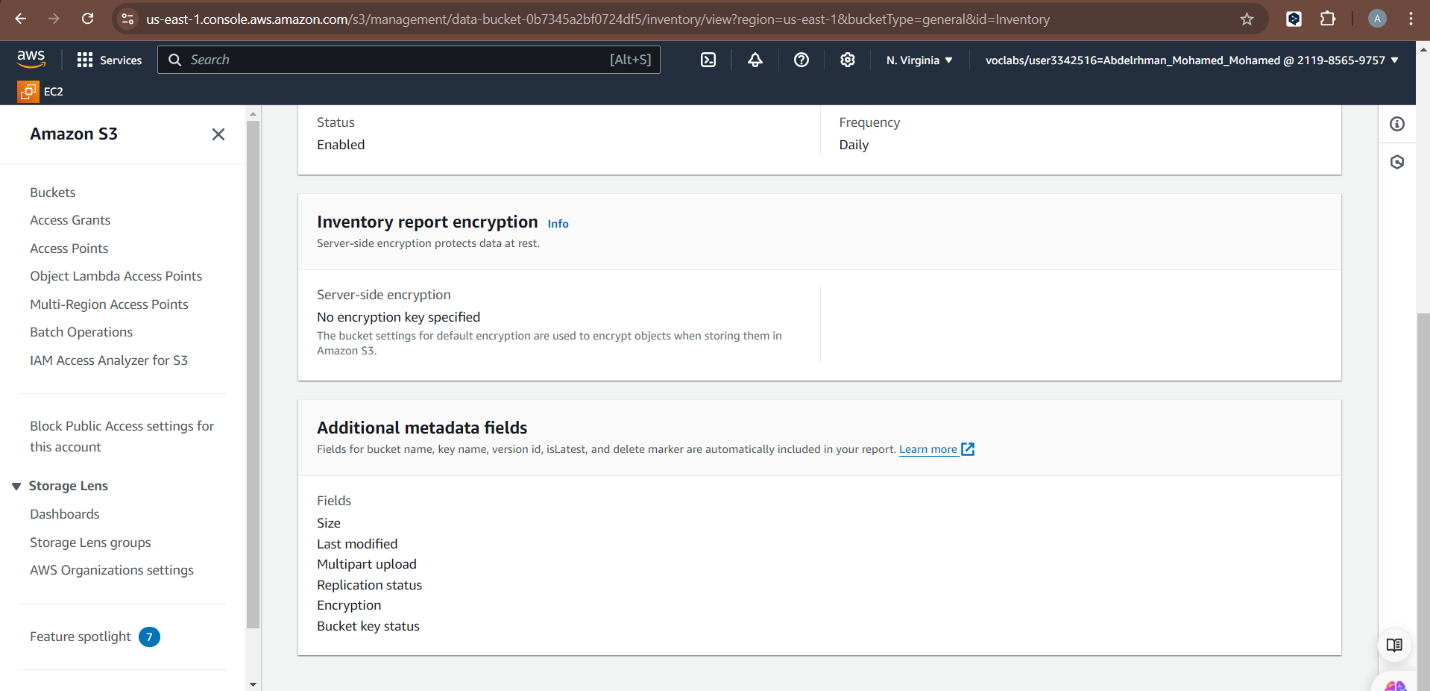 us-east-1.console.aws.amazon.com/s3/management/data-bucket-0b7345a2bf0724df5/inventory/view?region=us-east-1&bucketType=general&id=Inventory
A
aws
Services
Search
[Alt+S]
N. Virginia
voclabs/user3342516=Abdelrhman_Mohamed_Mohamed @ 2119-8565-9757
EC2
Amazon S3
Buckets
Access Grants
Access Points
Object Lambda Access Points
Multi-Region Access Points
Batch Operations
IAM Access Analyzer for S3
Block Public Access settings for
this account
Storage Lens
Dashboards
Storage Lens groups
AWS Organizations settings
Feature spotlight 7
Status
Enabled
Frequency
Daily
Inventory report encryption Info
Server-side encryption protects data at rest.
Server-side encryption
No encryption key specified
The bucket settings for default encryption are used to encrypt objects when storing them in
Amazon S3.
Additional metadata fields
Fields for bucket name, key name, version id, isLatest, and delete marker are automatically included in your report. Learn more
Fields
Size
Last modified
Multipart upload
Replication status
Encryption
Bucket key status